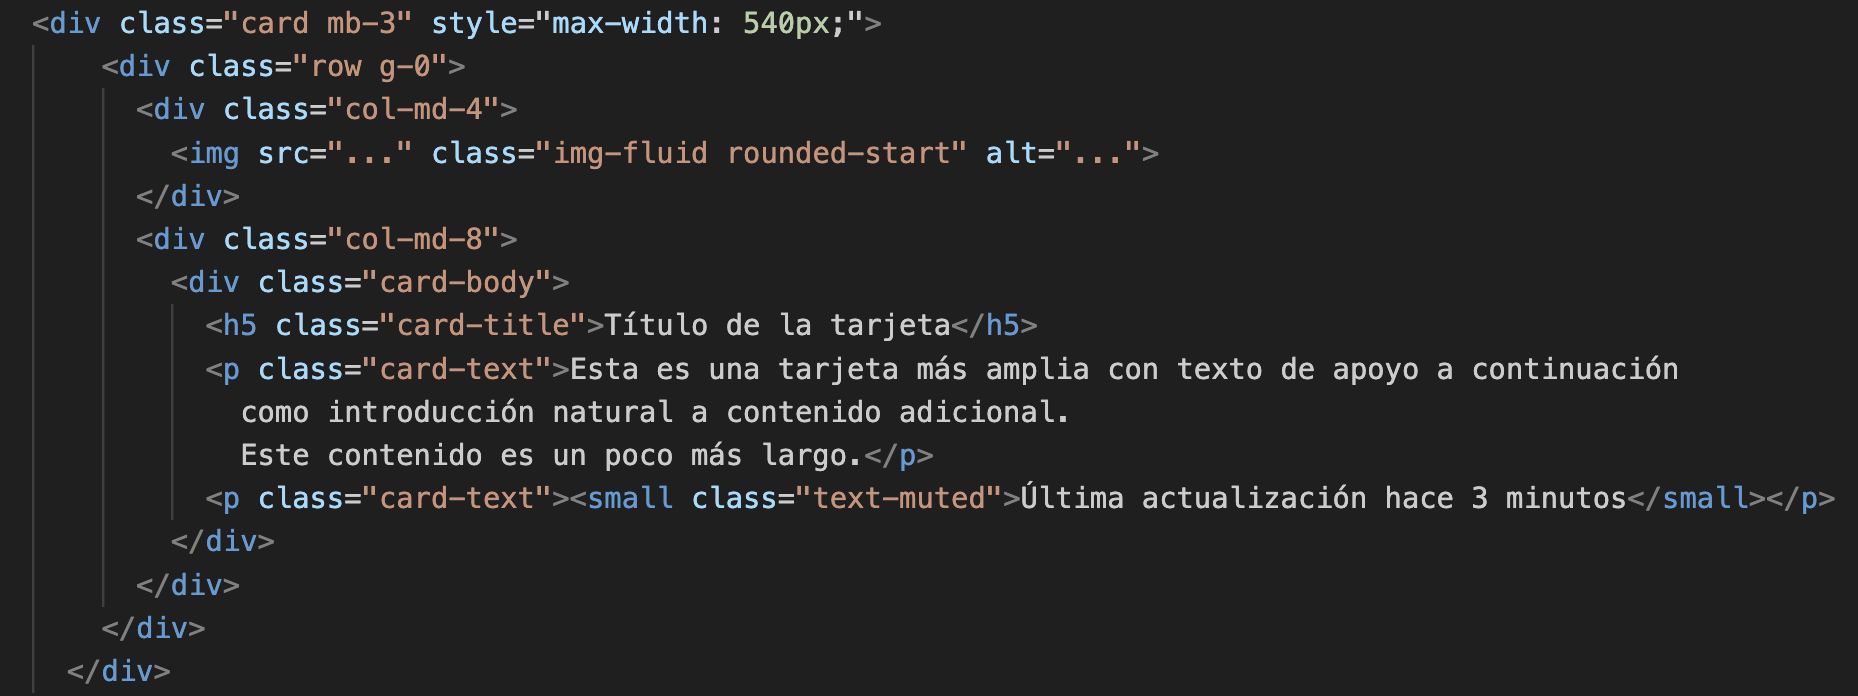 <div class="card mb-3" style="max-width: 540px;">
<div class="row g-0">
<div class="col-md-4">
<img src="..." class="img-fluid rounded-start" alt="...">
</div>
<div class="col-md-8">
<div class="card-body">
<h5 class="card-title">Título de la tarjeta</h5>
<p class="card-text">Esta es una tarjeta más amplia con texto de apoyo a continuación
como introducción natural a contenido adicional.
Este contenido es un poco más largo.</p>
<p class="card-text"><small class="text-muted">Última actualización hace 3 minutos</small></p>
</div>
</div>
</div>
</div>